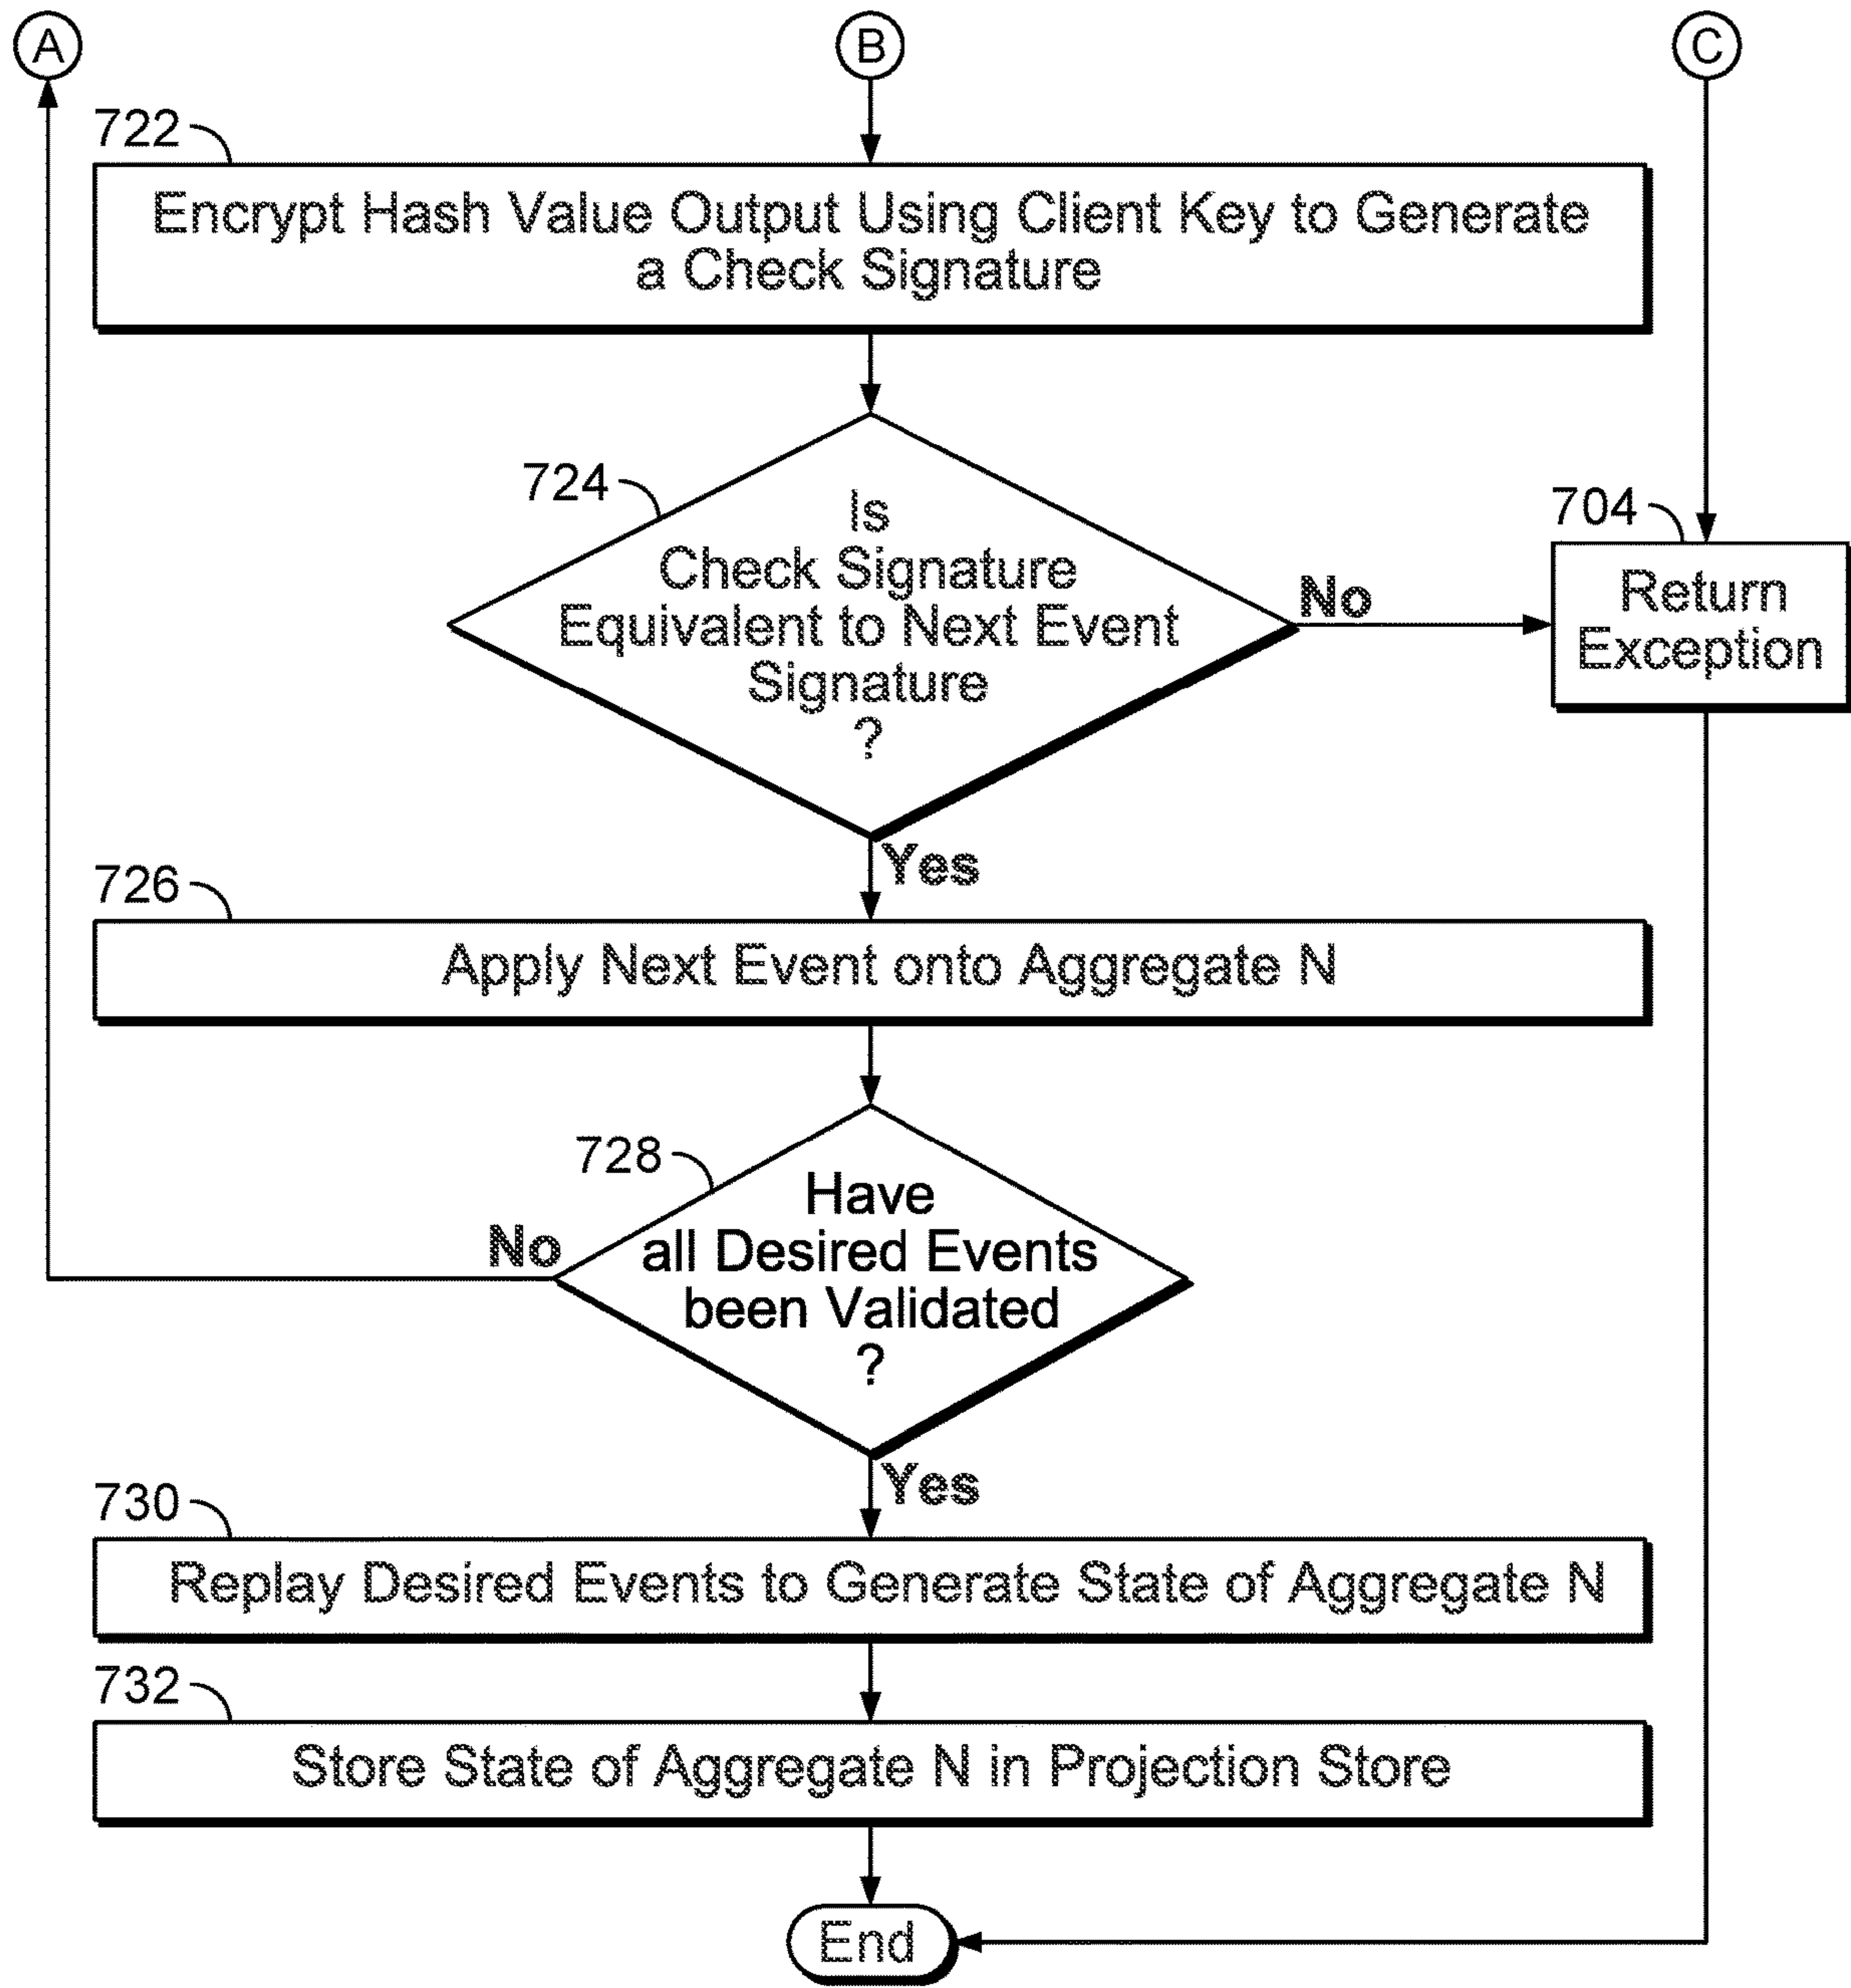 A
B
C
722
Encrypt Hash Value Output Using Client Key to Generate
a Check Signature
724
Is
Check Signature
Equivalent to Next Event
Signature
?
No
704
Return
Exception
Yes
726
Apply Next Event onto Aggregate N
728
Have
all Desired Events
been Validated
?
No
Yes
730
Replay Desired Events to Generate State of Aggregate N
732
Store State of Aggregate N in Projection Store
End